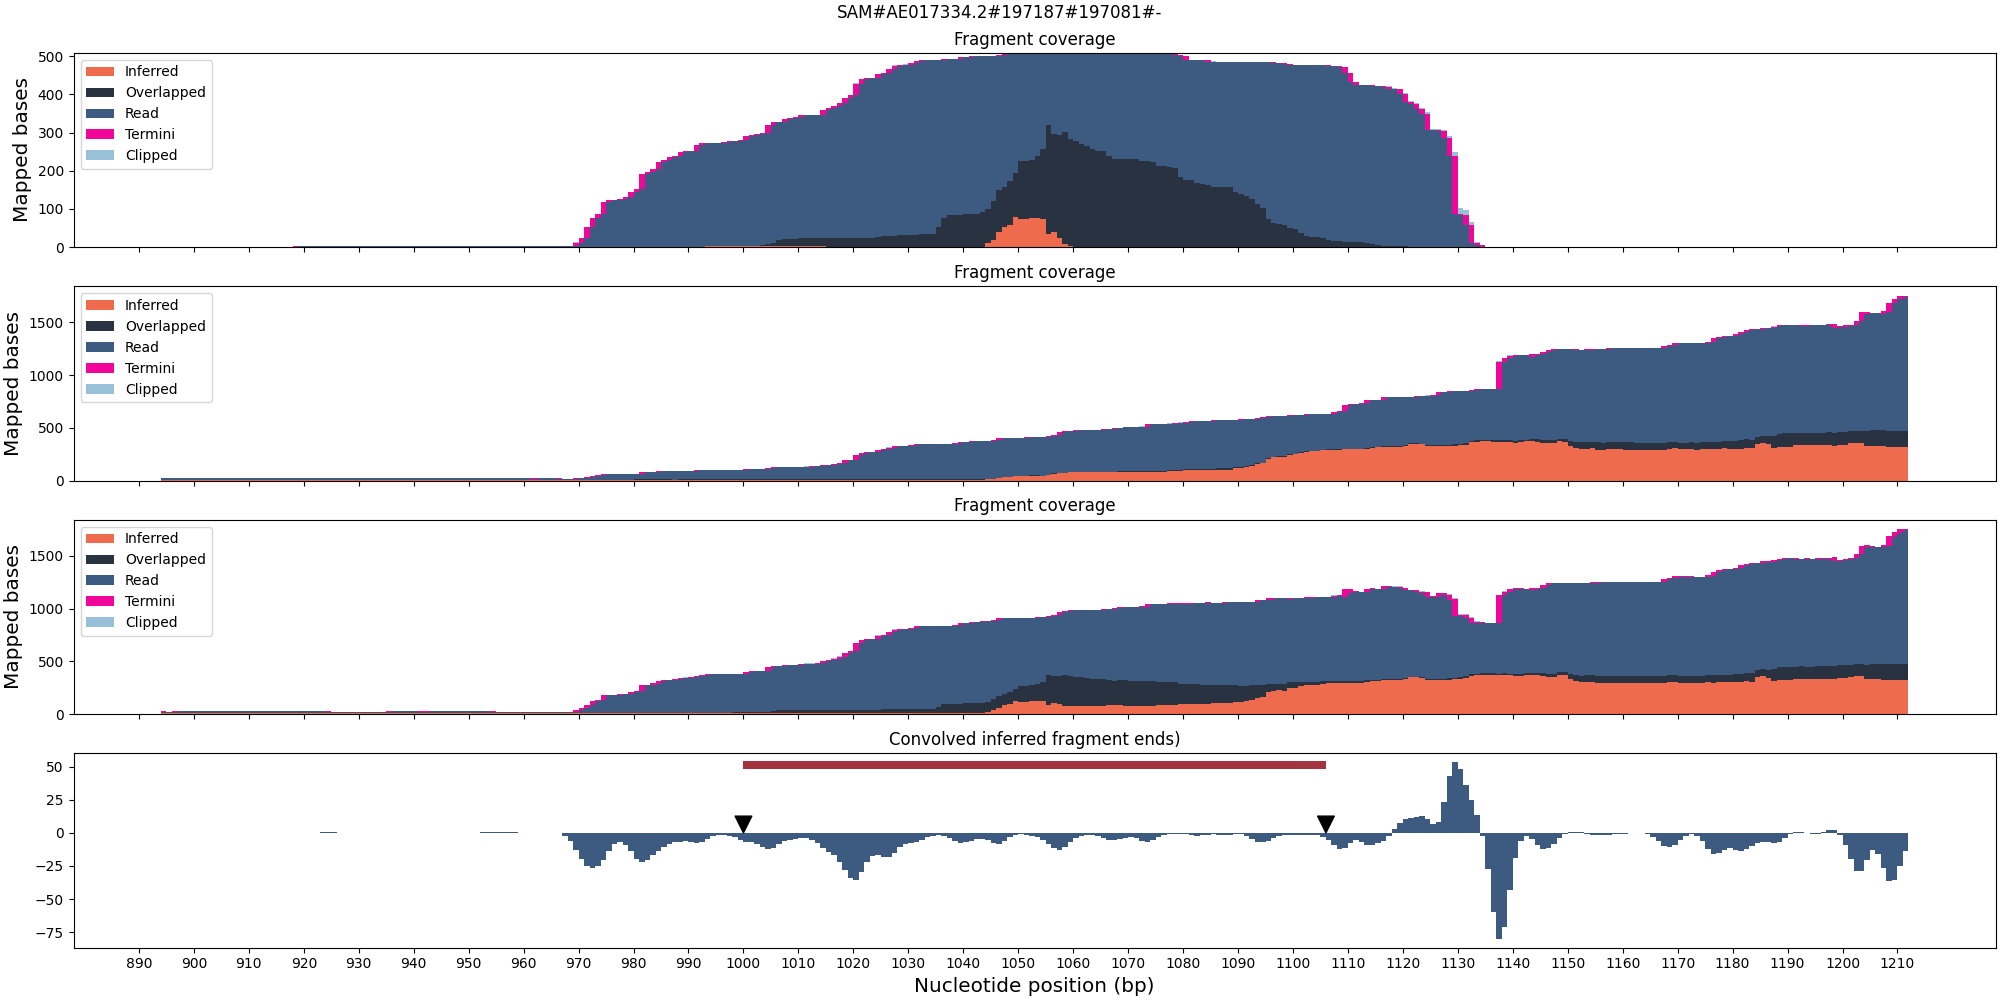 SAM#AE017334.2#197187#197081#-
Fragment coverage
Mapped bases
500
400
300
200
100
0
Inferred
Overlapped
Read
Termini
Clipped
Fragment coverage
Mapped bases
1500
1000
500
0
Inferred
Overlapped
Read
Termini
Clipped
Fragment coverage
Mapped bases
1500
1000
500
0
Inferred
Overlapped
Read
Termini
Clipped
Convolved inferred fragment ends)
50
25
0
−25
−50
−75
890 900 910 920 930 940 950 960 970 980 990 1000 1010 1020 1030 1040 1050 1060 1070 1080 1090 1100 1110 1120 1130 1140 1150 1160 1170 1180 1190 1200 1210
Nucleotide position (bp)